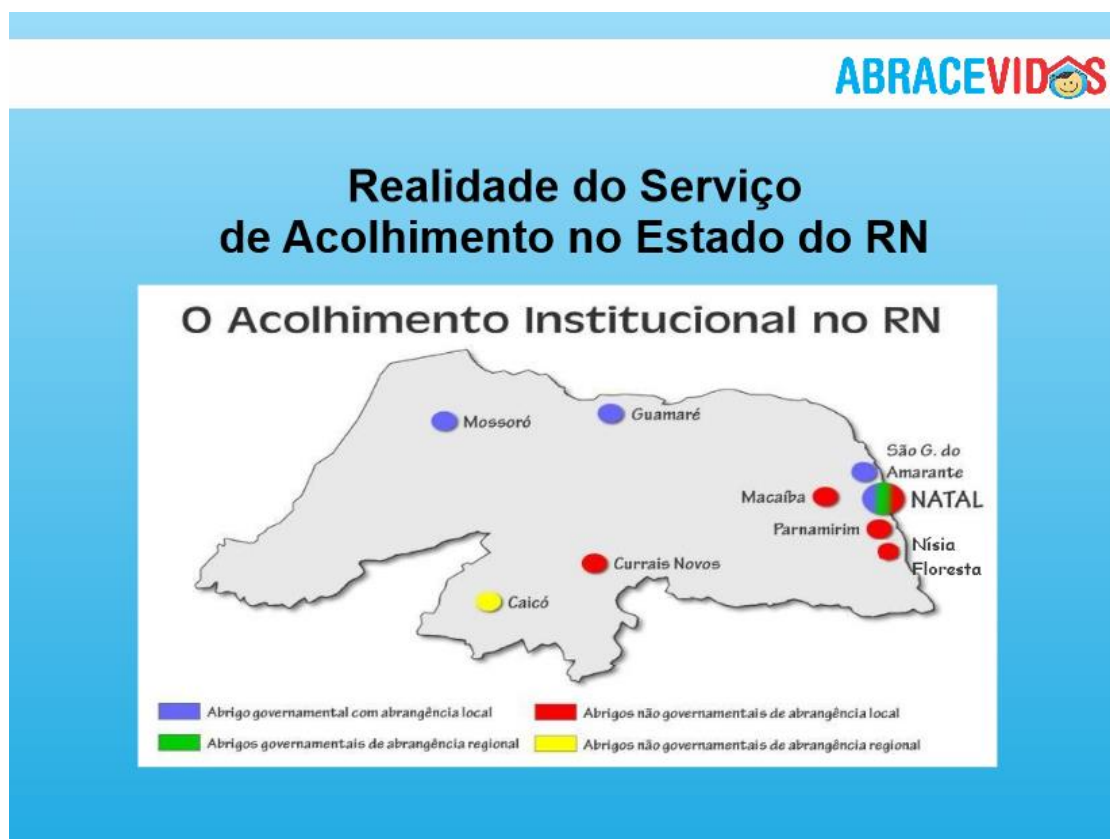 ABRACEVIDAS
Realidade do Serviço
de Acolhimento no Estado do RN
O Acolhimento Institucional no RN
Mossoró
Guamaré
São G. do
Amarante
Macaíba
NATAL
Parnamirim
Nísia
Floresta
Currais Novos
Caicó
Abrigo governamental com abrangência local
Abrigos não governamentais de abrangência local
Abrigos governamentais de abrangência regional
Abrigos não governamentais de abrangência regional